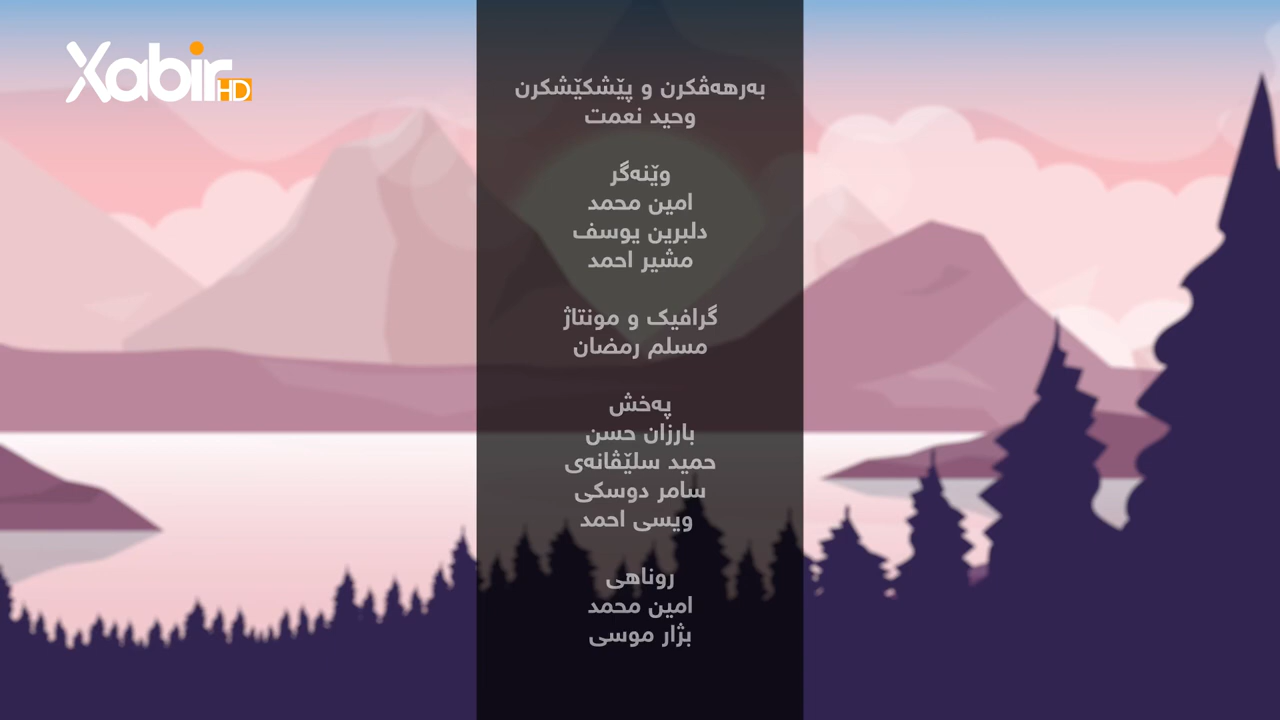 Xabir HD
بەرهەڤکرن و پێشکێشکرن
وحید نعمت
وێنەگر
امین محمد
دلبرین یوسف
مشیر احمد
گرافیک و مونتاژ
مسلم رمضان
پەخش
بارزان حسن
حمید سلێڤانەی
سامر دوسکی
ویسی احمد
روناهی
امین محمد
بژار موسی